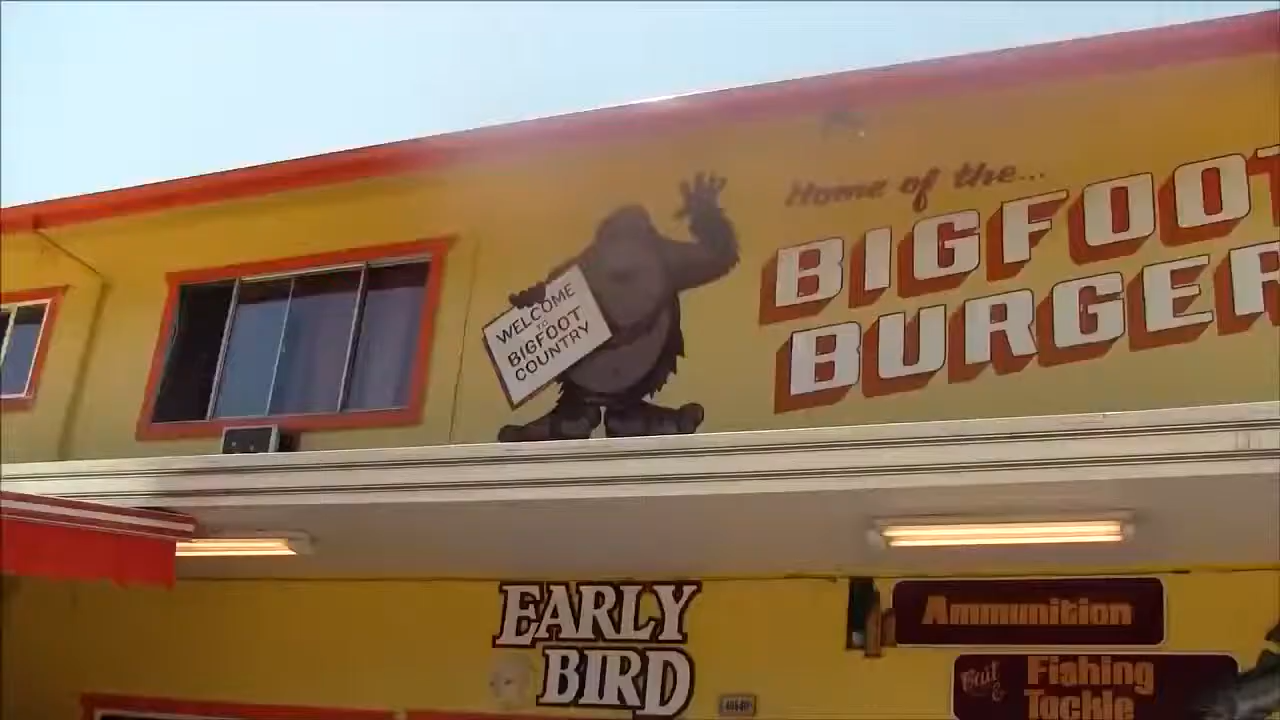 Home of the...
BIGFOOT
BURGER
WELCOME
TO
BIGFOOT
COUNTRY
EARLY
BIRD
Ammunition
Bait &
Fishing
Tackle